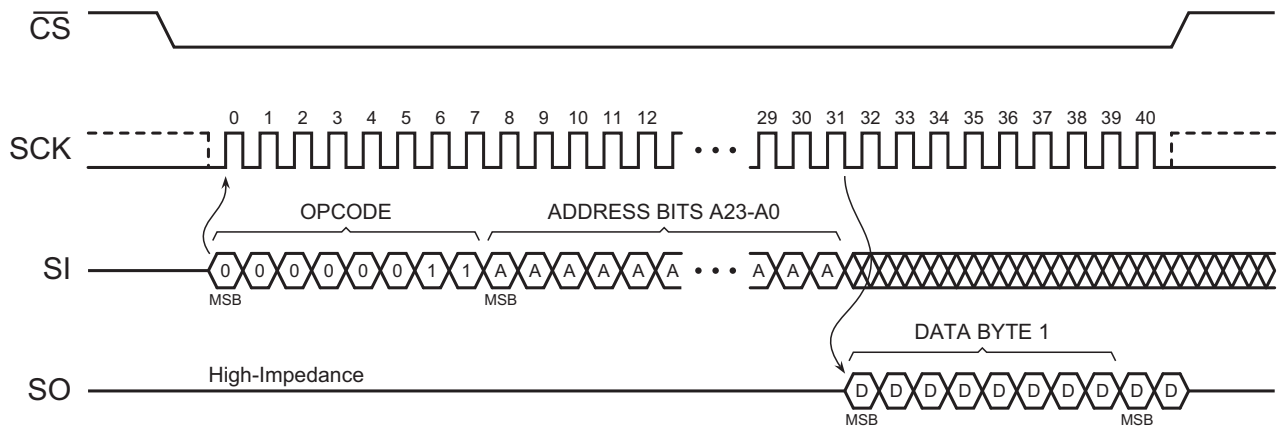 CS
0 1 2 3 4 5 6 7 8 9 10 11 12 29 30 31 32 33 34 35 36 37 38 39 40
SCK
OPCODE ADDRESS BITS A23-A0
SI 0 0 0 0 0 0 1 1 A A A A A A A A A
MSB MSB
DATA BYTE 1
High-Impedance
SO D D D D D D D D D D
MSB MSB